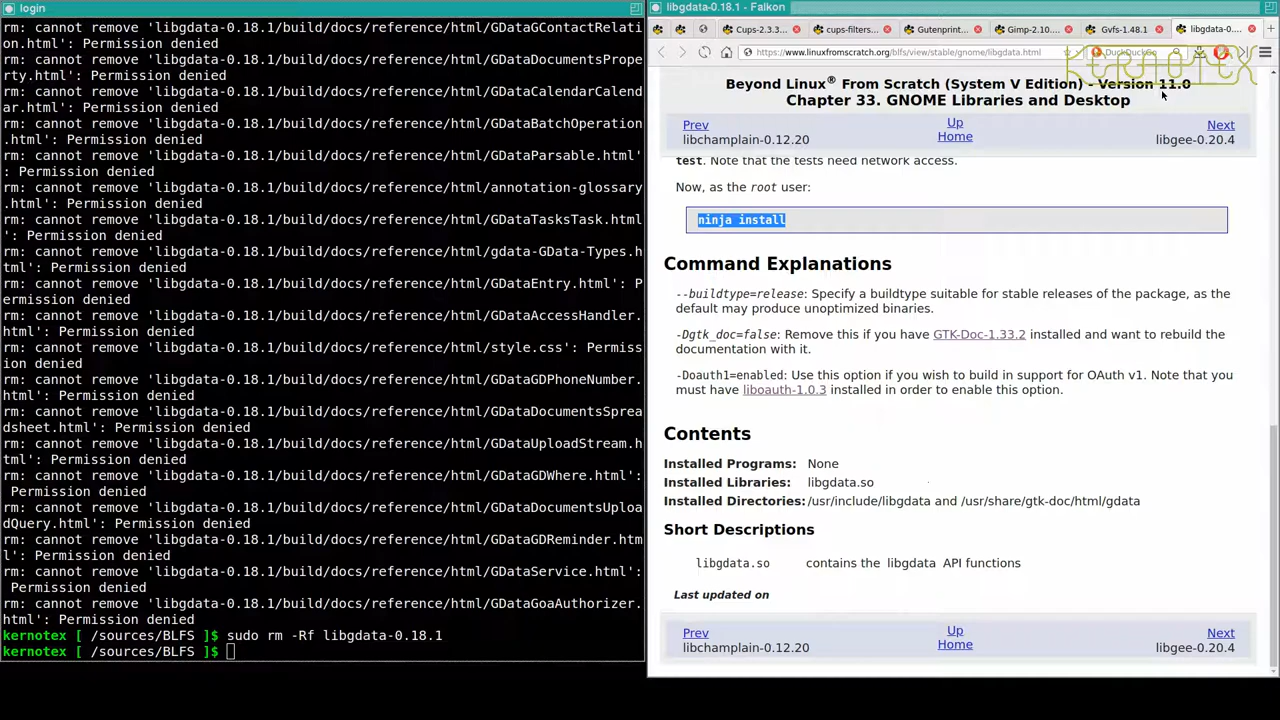 login
rm: cannot remove 'libgdata-0.18.1/build/docs/reference/html/GDataGContactRelati
on.html': Permission denied
rm: cannot remove 'libgdata-0.18.1/build/docs/reference/html/GDataDocumentsPrope
rty.html': Permission denied
rm: cannot remove 'libgdata-0.18.1/build/docs/reference/html/GDataCalendarCalend
ar.html': Permission denied
rm: cannot remove 'libgdata-0.18.1/build/docs/reference/html/GDataBatchOperation
.html': Permission denied
rm: cannot remove 'libgdata-0.18.1/build/docs/reference/html/GDataParsable.html'
: Permission denied
rm: cannot remove 'libgdata-0.18.1/build/docs/reference/html/annotation-glossary
.html': Permission denied
rm: cannot remove 'libgdata-0.18.1/build/docs/reference/html/GDataTasksTask.html
': Permission denied
rm: cannot remove 'libgdata-0.18.1/build/docs/reference/html/gdata-GData-Types.h
tml': Permission denied
rm: cannot remove 'libgdata-0.18.1/build/docs/reference/html/GDataEntry.html': P
ermission denied
rm: cannot remove 'libgdata-0.18.1/build/docs/reference/html/GDataAccessHandler.
html': Permission denied
rm: cannot remove 'libgdata-0.18.1/build/docs/reference/html/style.css': Permiss
ion denied
rm: cannot remove 'libgdata-0.18.1/build/docs/reference/html/GDataGDPhoneNumber.
html': Permission denied
rm: cannot remove 'libgdata-0.18.1/build/docs/reference/html/GDataDocumentsSprea
dsheet.html': Permission denied
rm: cannot remove 'libgdata-0.18.1/build/docs/reference/html/GDataUploadStream.h
tml': Permission denied
rm: cannot remove 'libgdata-0.18.1/build/docs/reference/html/GDataGDWhere.html':
Permission denied
rm: cannot remove 'libgdata-0.18.1/build/docs/reference/html/GDataDocumentsUploa
dQuery.html': Permission denied
rm: cannot remove 'libgdata-0.18.1/build/docs/reference/html/GDataGDReminder.htm
l': Permission denied
rm: cannot remove 'libgdata-0.18.1/build/docs/reference/html/GDataService.html':
Permission denied
rm: cannot remove 'libgdata-0.18.1/build/docs/reference/html/GDataGoaAuthorizer.
html': Permission denied
kernotex [ /sources/BLFS ]$ sudo rm -Rf libgdata-0.18.1
kernotex [ /sources/BLFS ]$
libgdata-0.18.1 - Falkon
Cups-2.3.3... cups-filters... Gutenprint... Gimp-2.10.... Gvfs-1.48.1 libgdata-0....
https://www.linuxfromscratch.org/blfs/view/stable/gnome/libgdata.html DuckDuckGo
KERNOTEX
Beyond Linux® From Scratch (System V Edition) - Version 11.0
Chapter 33. GNOME Libraries and Desktop
Prev Up Next
libchamplain-0.12.20 Home libgee-0.20.4
test. Note that the tests need network access.
Now, as the root user:
ninja install
Command Explanations
--buildtype=release: Specify a buildtype suitable for stable releases of the package, as the
default may produce unoptimized binaries.
-Dgtk_doc=false: Remove this if you have GTK-Doc-1.33.2 installed and want to rebuild the
documentation with it.
-Doauth1=enabled: Use this option if you wish to build in support for OAuth v1. Note that you
must have liboauth-1.0.3 installed in order to enable this option.
Contents
Installed Programs: None
Installed Libraries: libgdata.so
Installed Directories: /usr/include/libgdata and /usr/share/gtk-doc/html/gdata
Short Descriptions
libgdata.so contains the libgdata API functions
Last updated on
Prev Up Next
libchamplain-0.12.20 Home libgee-0.20.4